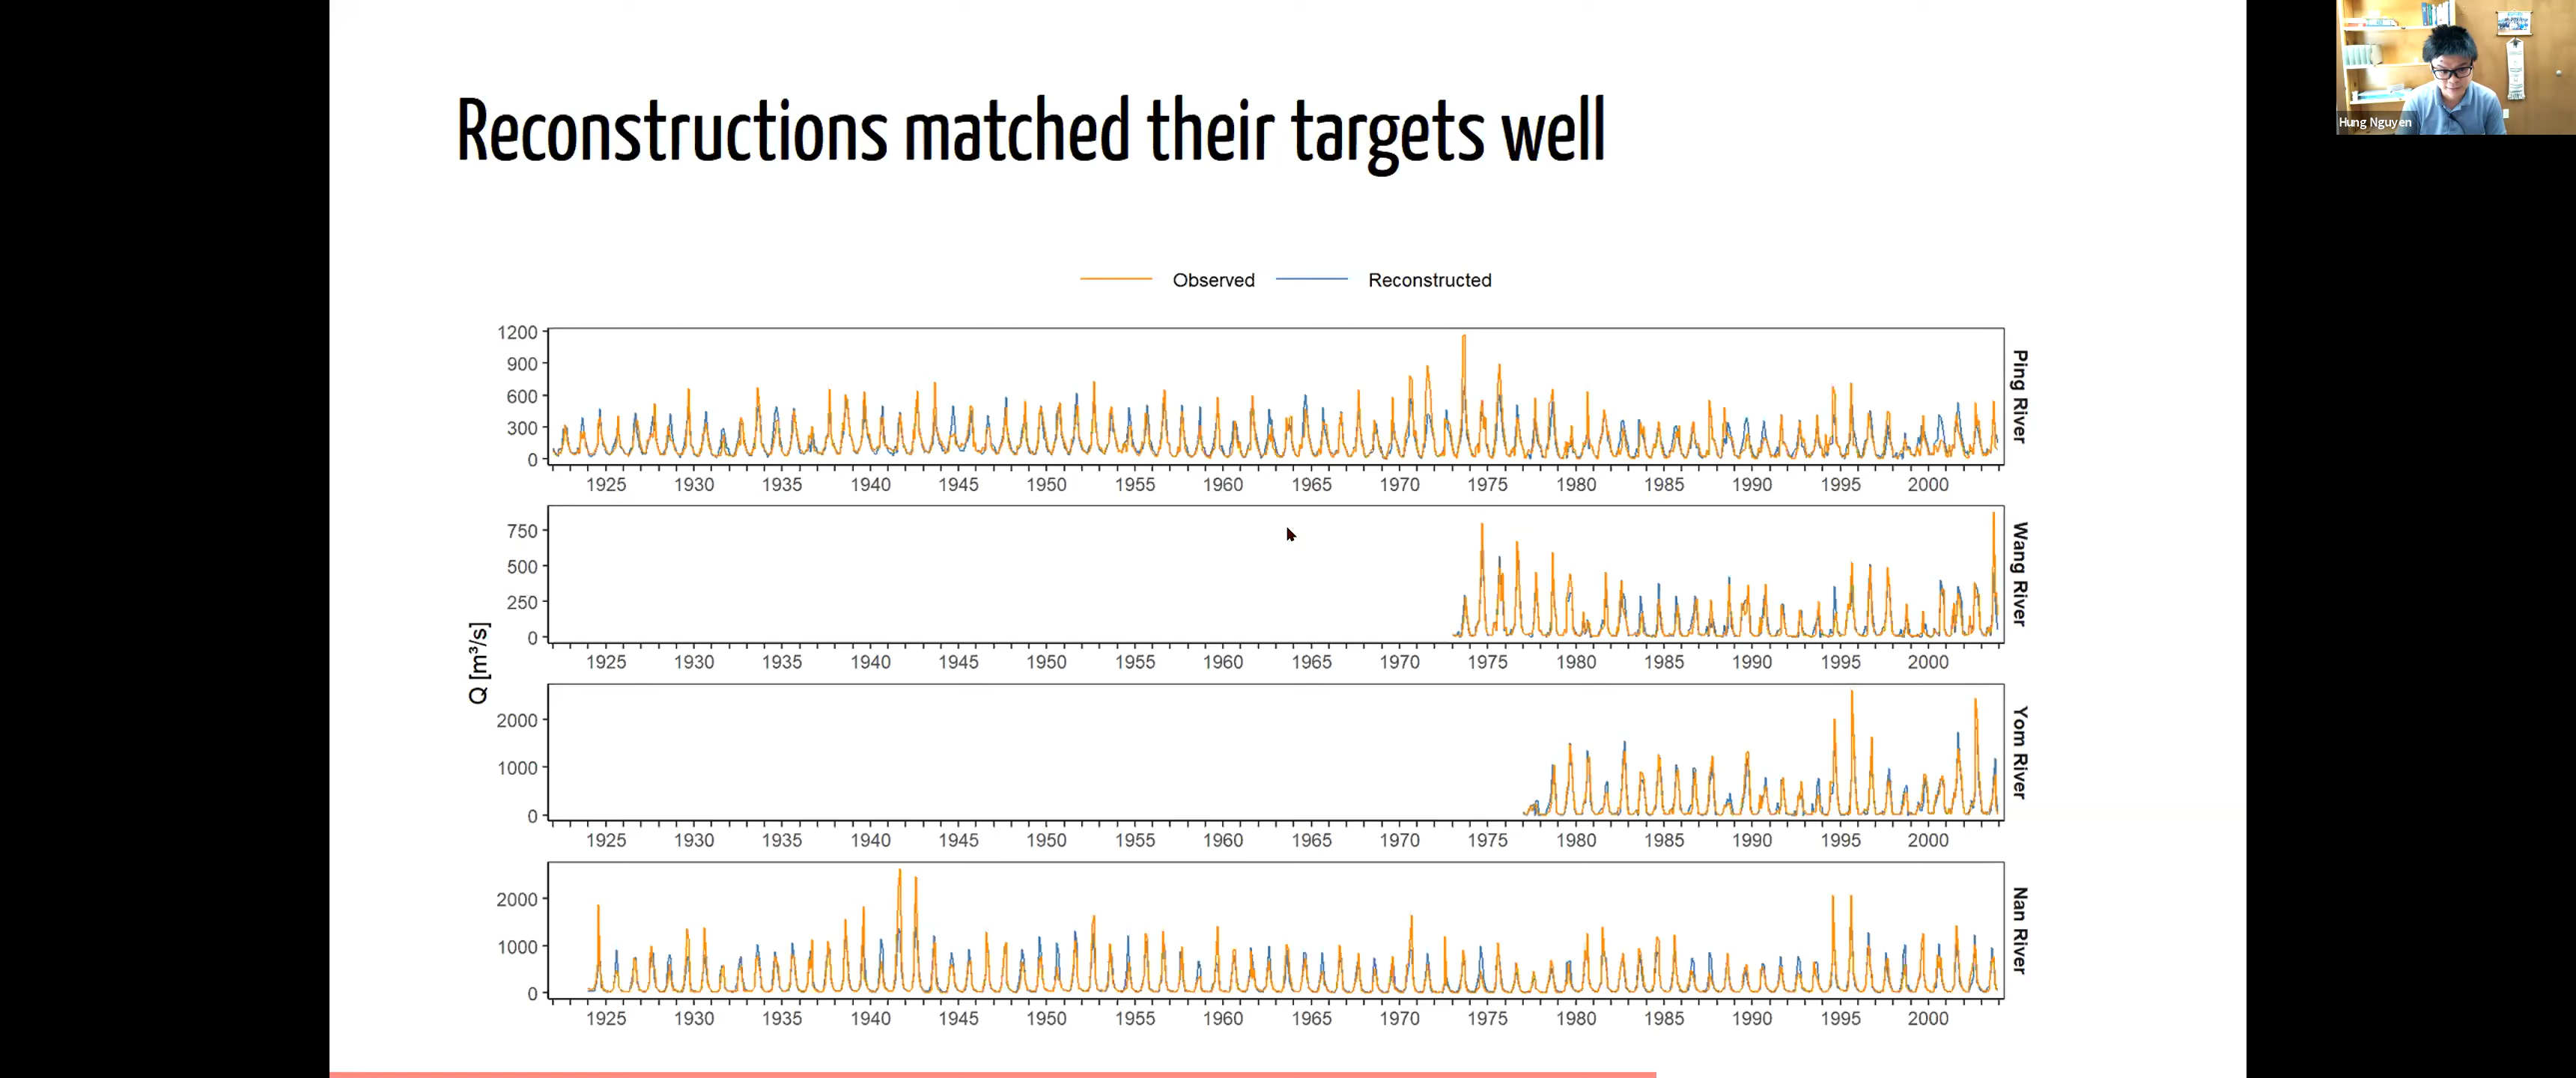 Reconstructions matched their targets well
Hung Nguyen
Observed Reconstructed
Q [m³/s]
1200
900
600
300
0
Ping River
1925 1930 1935 1940 1945 1950 1955 1960 1965 1970 1975 1980 1985 1990 1995 2000
750
500
250
0
Wang River
1925 1930 1935 1940 1945 1950 1955 1960 1965 1970 1975 1980 1985 1990 1995 2000
2000
1000
0
Yom River
1925 1930 1935 1940 1945 1950 1955 1960 1965 1970 1975 1980 1985 1990 1995 2000
2000
1000
0
Nan River
1925 1930 1935 1940 1945 1950 1955 1960 1965 1970 1975 1980 1985 1990 1995 2000